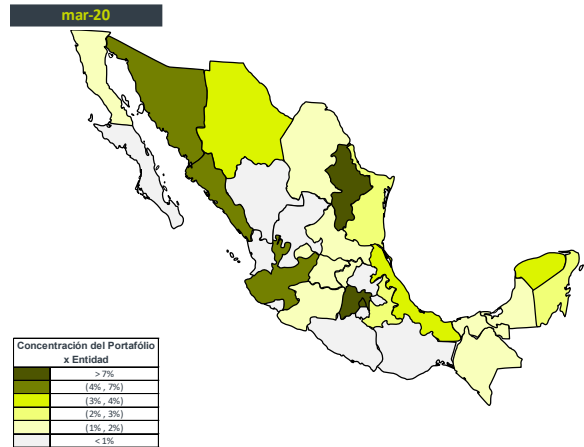 mar-20
Concentración del Portafólio
x Entidad
>7%
(4% , 7%)
(3% , 4%)
(2% , 3%)
(1% , 2%)
<1%